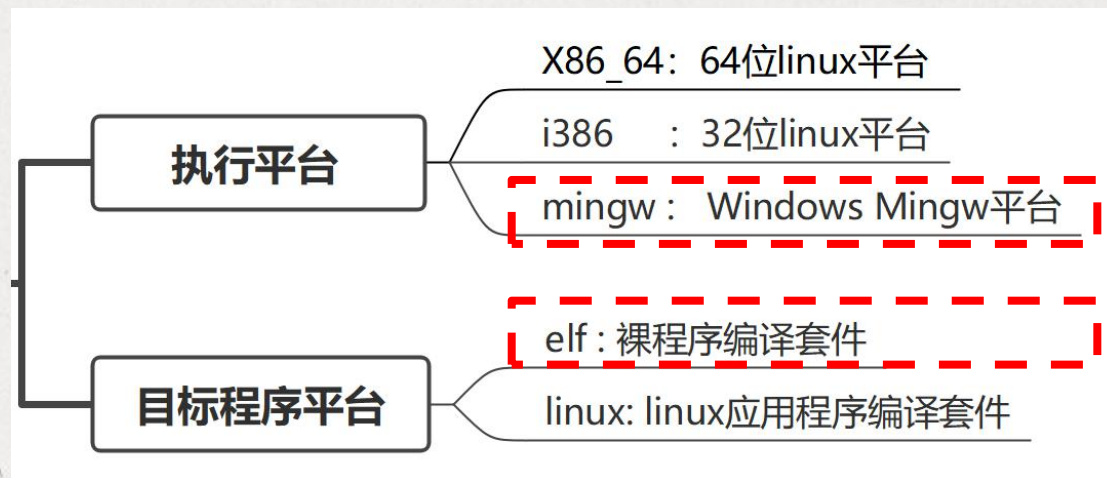 X86_64：64位linux平台
执行平台
i386 ：32位linux平台
mingw： Windows Mingw平台
elf : 裸程序编译套件
目标程序平台
linux: linux应用程序编译套件